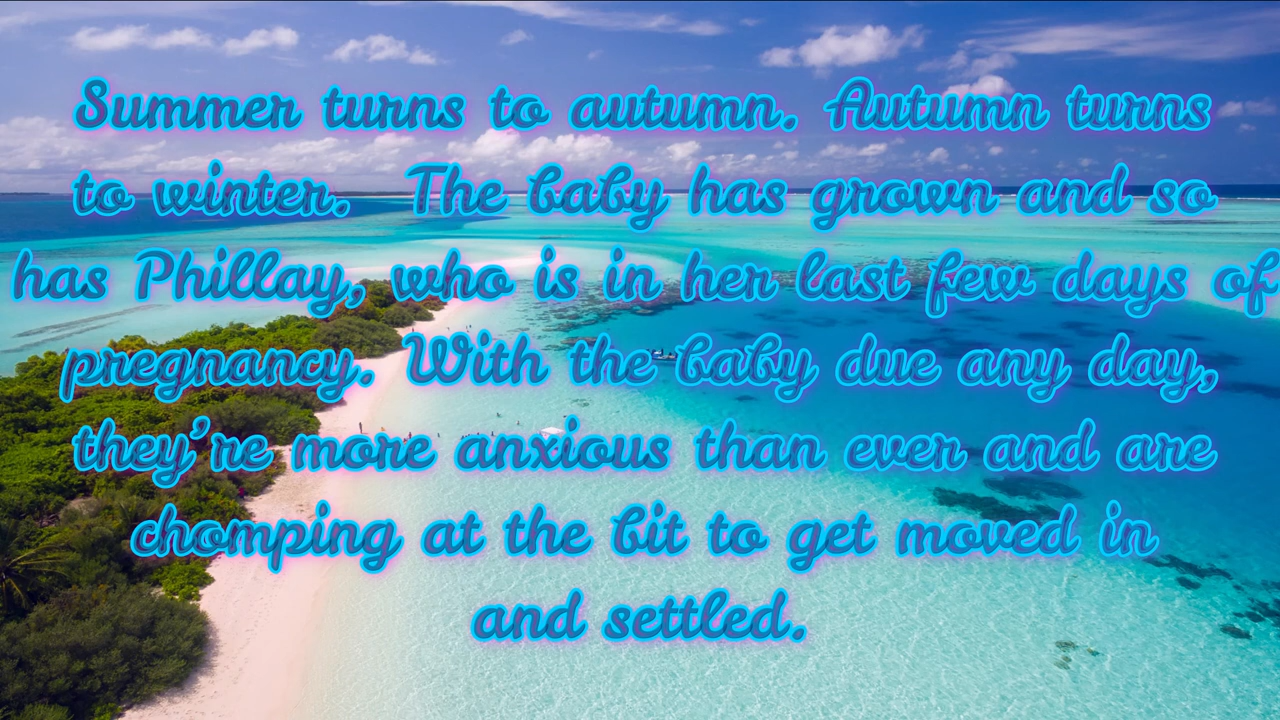 Summer turns to autumn. Autumn turns
to winter. The baby has grown and so
has Phillay, who is in her last few days of
pregnancy. With the baby due any day,
they're more anxious than ever and are
chomping at the bit to get moved in
and settled.